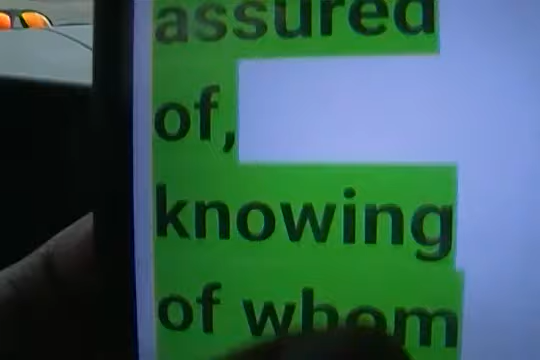 assured
of,
knowing
of whom